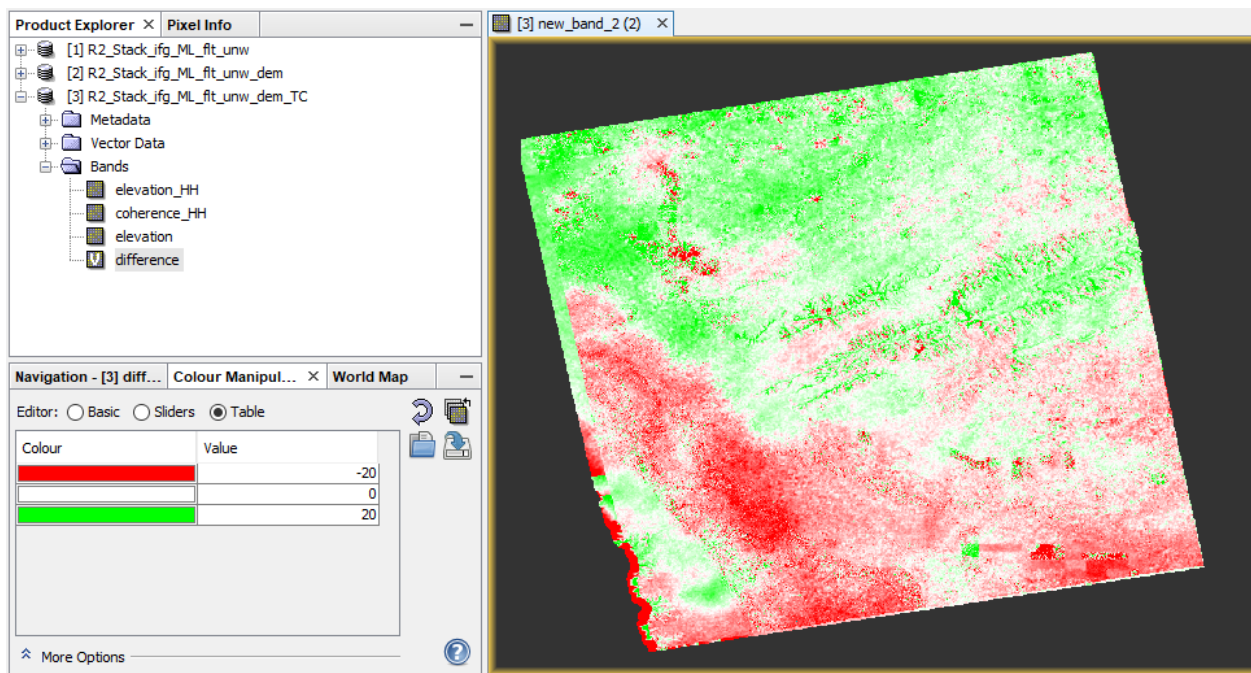 Product Explorer × Pixel Info
[1] R2_Stack_ifg_ML_flt_unw
[2] R2_Stack_ifg_ML_flt_unw_dem
[3] R2_Stack_ifg_ML_flt_unw_dem_TC
Metadata
Vector Data
Bands
elevation_HH
coherence_HH
elevation
difference
Navigation - [3] diff... Colour Manipul... × World Map
Editor: Basic Sliders Table
Colour Value
-20
0
20
More Options
[3] new_band_2 (2) ×